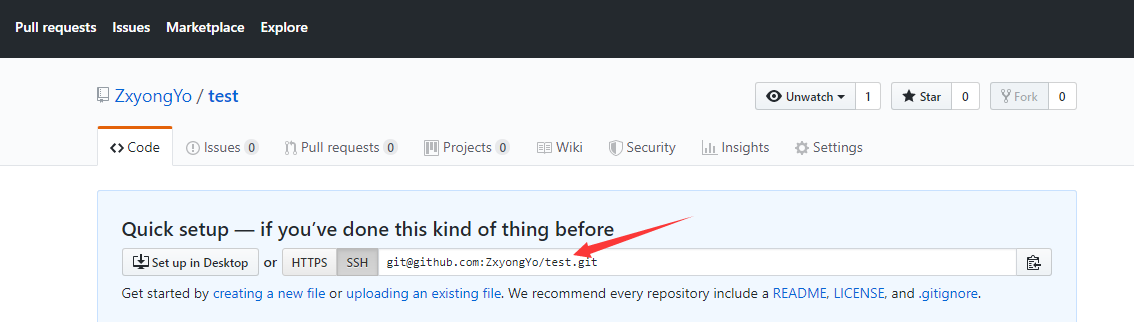 Pull requests Issues Marketplace Explore
ZxyongYo / test
Unwatch 1 Star 0 Fork 0
Code Issues 0 Pull requests 0 Projects 0 Wiki Security Insights Settings
Quick setup — if you’ve done this kind of thing before
Set up in Desktop or HTTPS SSH git@github.com:ZxyongYo/test.git
Get started by creating a new file or uploading an existing file. We recommend every repository include a README, LICENSE, and .gitignore.